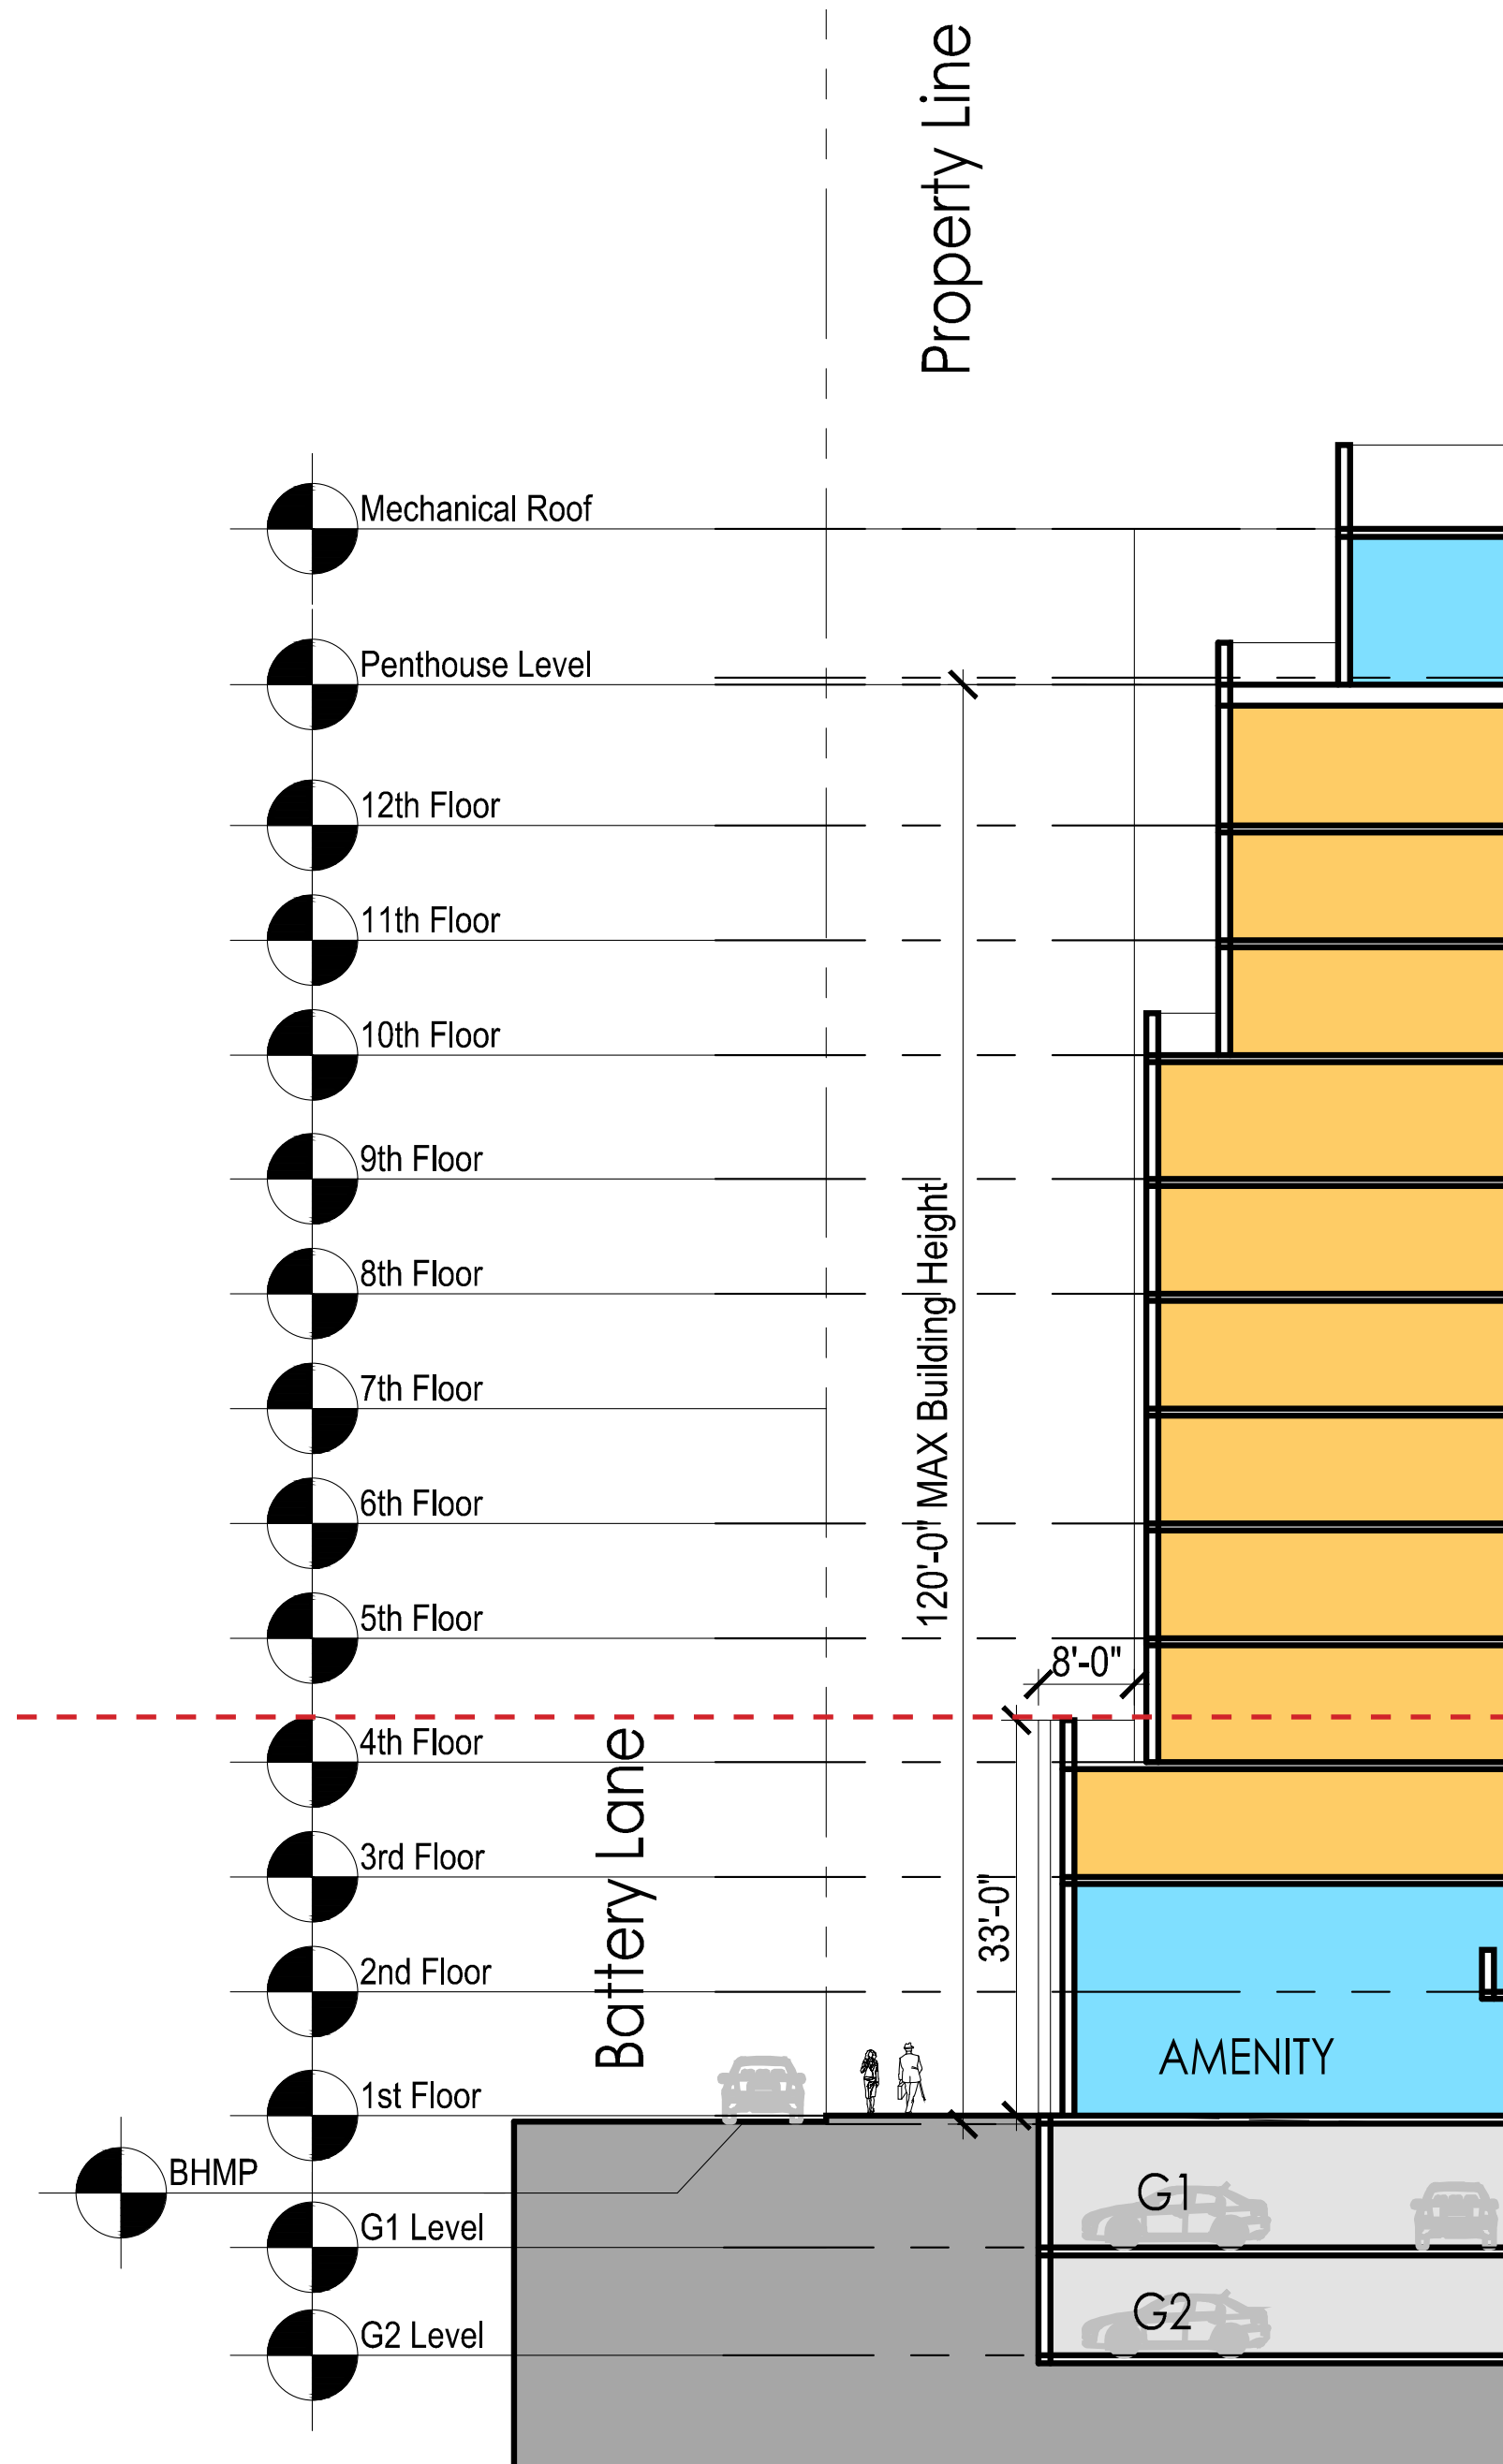 Property Line
Mechanical Roof
Penthouse Level
12th Floor
11th Floor
10th Floor
9th Floor
8th Floor
7th Floor
6th Floor
5th Floor
4th Floor
3rd Floor
2nd Floor
1st Floor
BHMP
G1 Level
G2 Level
120'-0" MAX Building Height
8'-0"
33'-0"
Battery Lane
AMENITY
G1
G2